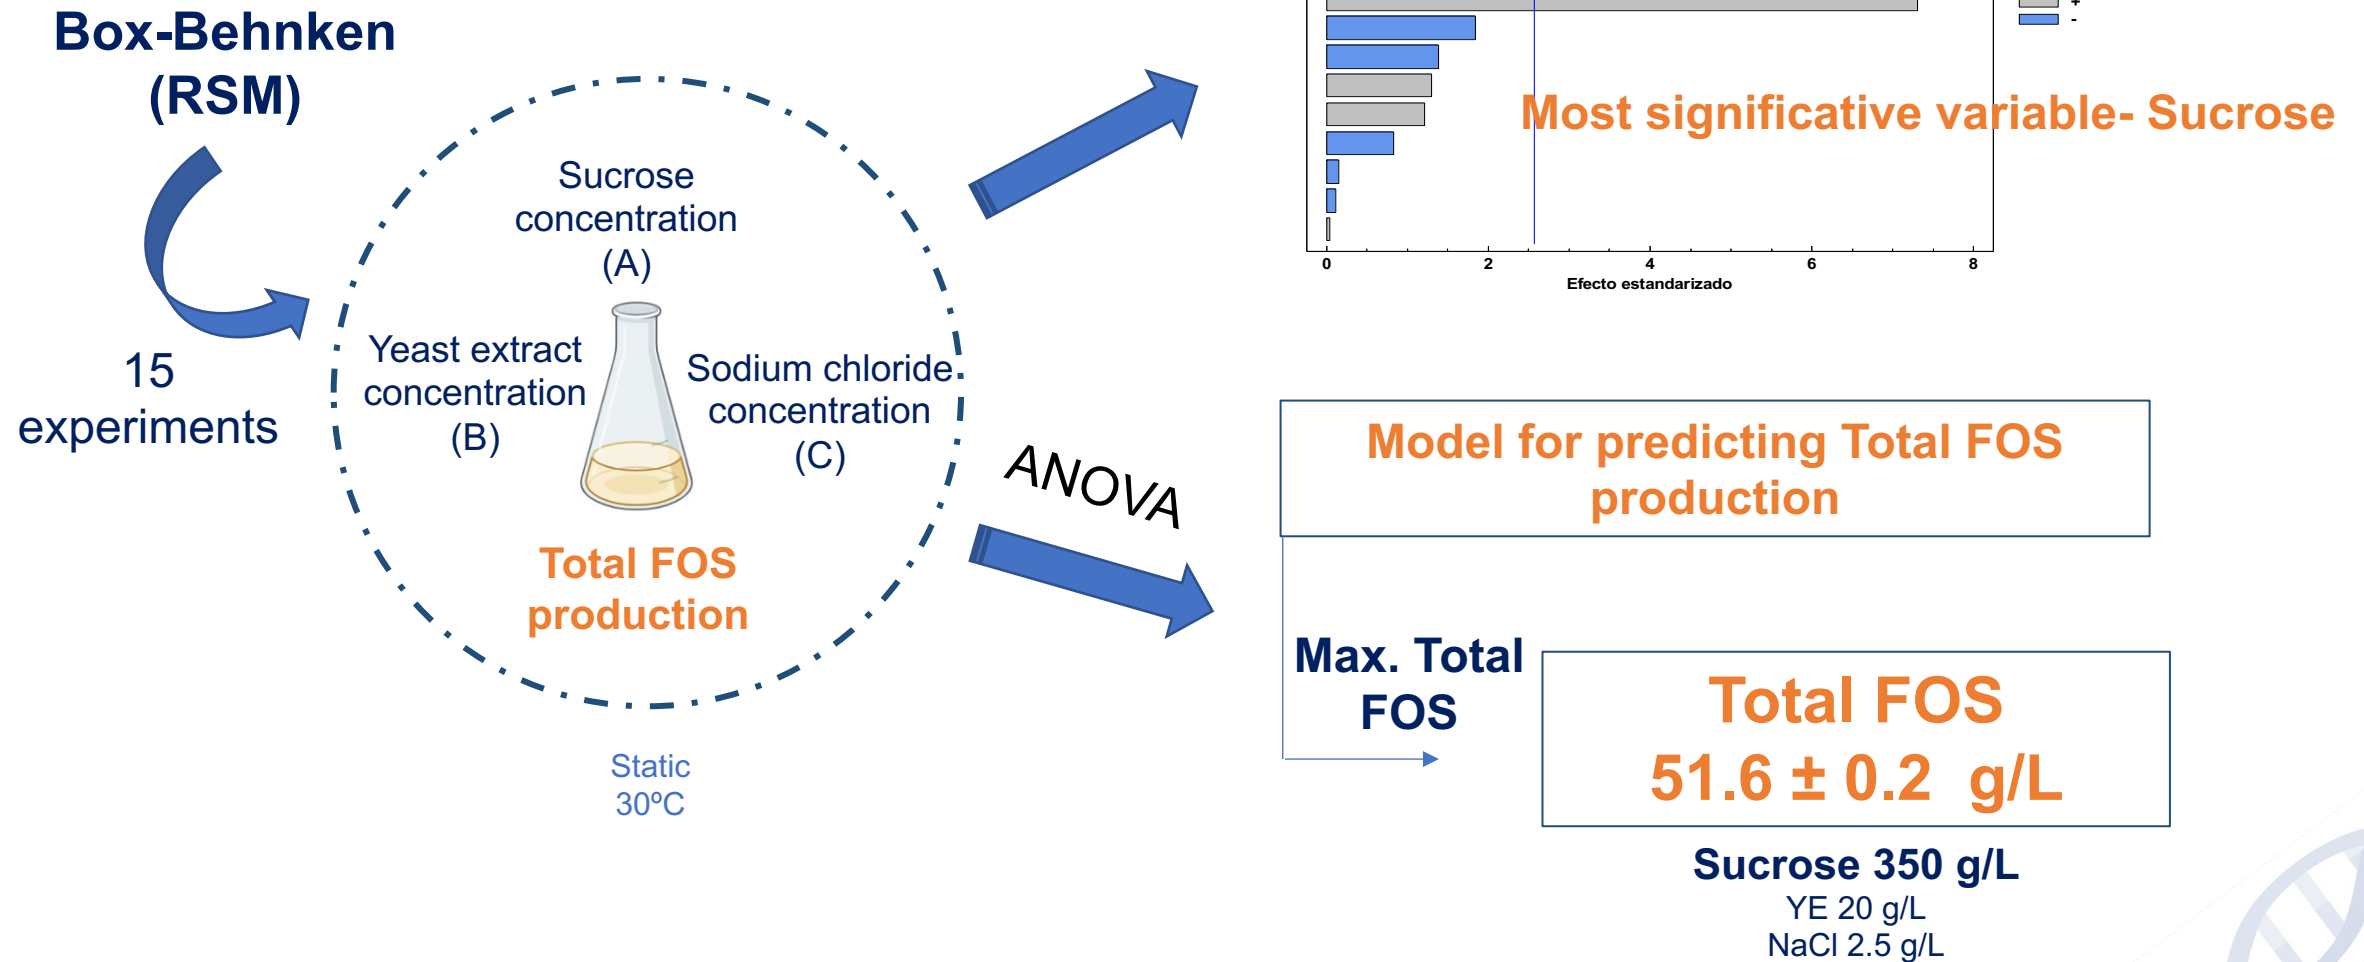 Box-Behnken
(RSM)
15
experiments
Sucrose
concentration
(A)
Yeast extract
concentration
(B)
Sodium chloride
concentration
(C)
Total FOS
production
Static
30ºC
+
-
Most significative variable- Sucrose
0 2 4 6 8
Efecto estandarizado
ANOVA
Model for predicting Total FOS
production
Max. Total
FOS
Total FOS
51.6 ± 0.2 g/L
Sucrose 350 g/L
YE 20 g/L
NaCl 2.5 g/L